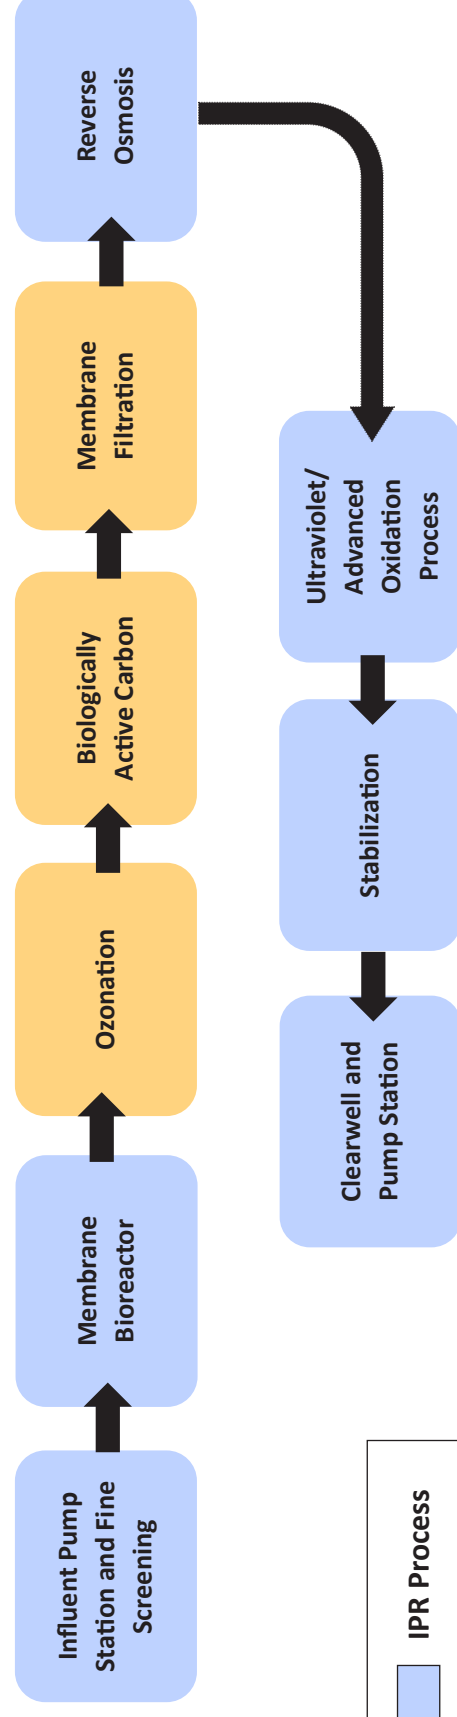 Influent Pump
Station and Fine
Screening
Membrane
Bioreactor
Ozonation
Biologically
Active Carbon
Membrane
Filtration
Reverse
Osmosis
Ultraviolet/
Advanced
Oxidation
Process
Stabilization
Clearwell and
Pump Station
IPR Process